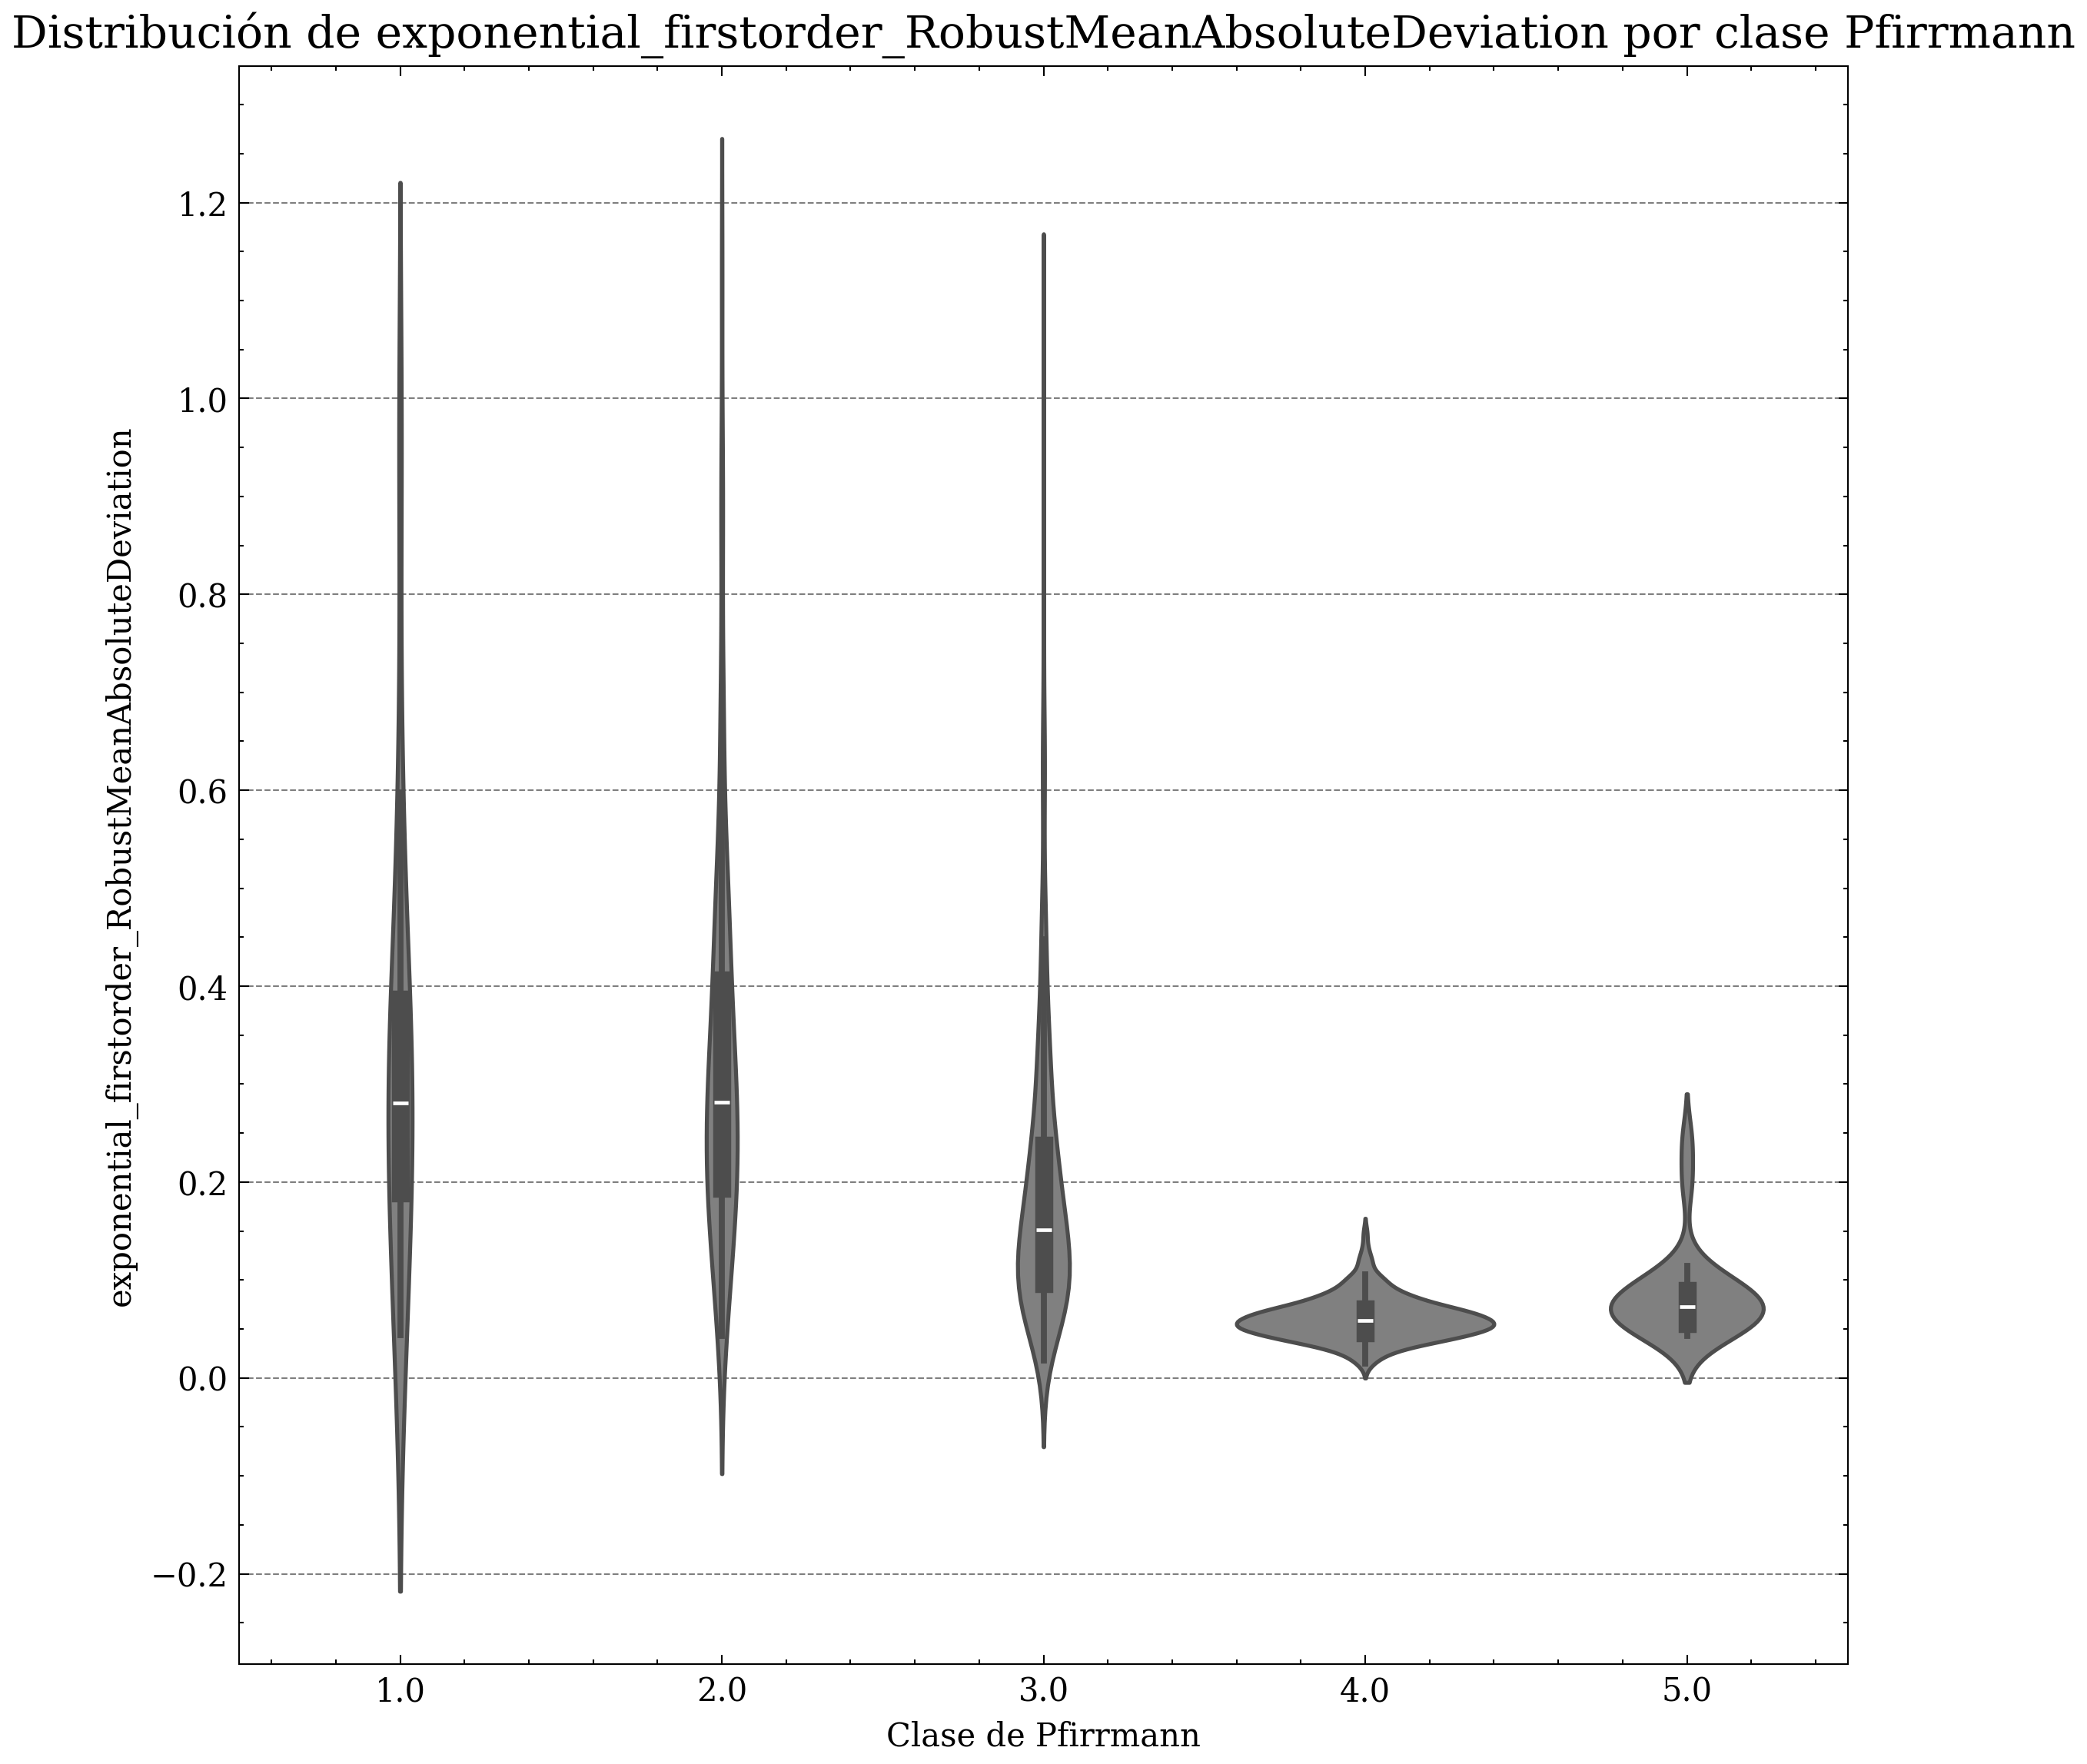 Distribución de exponential_firstorder_RobustMeanAbsoluteDeviation por clase Pfirrmann
exponential_firstorder_RobustMeanAbsoluteDeviation
1.2
1.0
0.8
0.6
0.4
0.2
0.0
−0.2
1.0 2.0 3.0 4.0 5.0
Clase de Pfirrmann